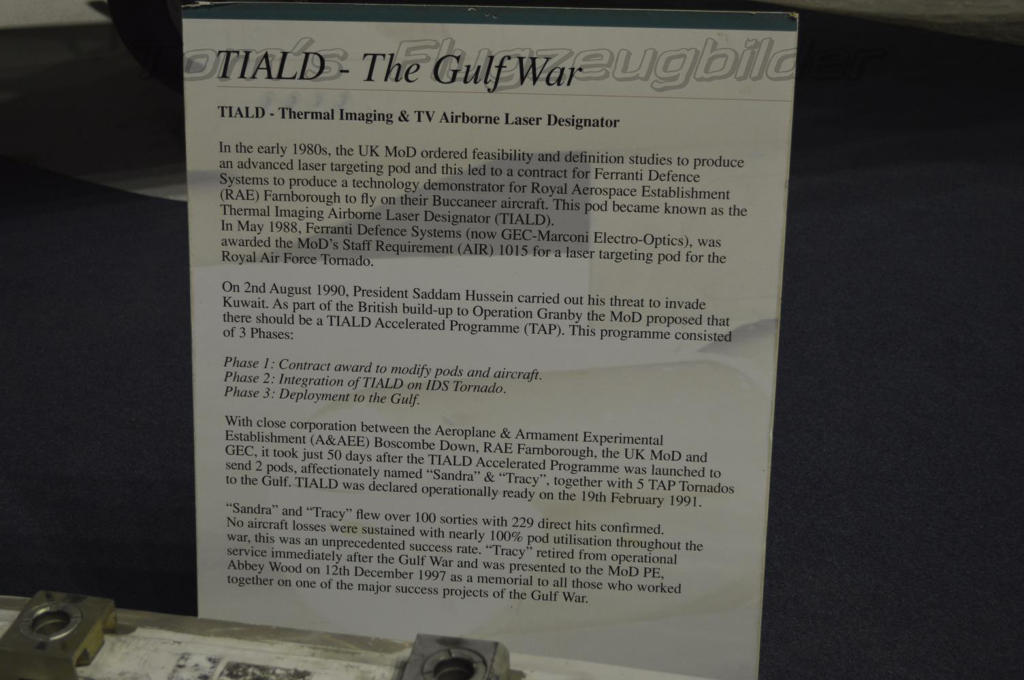 Tom's Flugzeugbilder
TIALD - The Gulf War
TIALD - Thermal Imaging & TV Airborne Laser Designator
In the early 1980s, the UK MoD ordered feasibility and definition studies to produce
an advanced laser targeting pod and this led to a contract for Ferranti Defence
Systems to produce a technology demonstrator for Royal Aerospace Establishment
(RAE) Farnborough to fly on their Buccaneer aircraft. This pod became known as the
Thermal Imaging Airborne Laser Designator (TIALD).
In May 1988, Ferranti Defence Systems (now GEC-Marconi Electro-Optics), was
awarded the MoD's Staff Requirement (AIR) 1015 for a laser targeting pod for the
Royal Air Force Tornado.
On 2nd August 1990, President Saddam Hussein carried out his threat to invade
Kuwait. As part of the British build-up to Operation Granby the MoD proposed that
there should be a TIALD Accelerated Programme (TAP). This programme consisted
of 3 Phases:
Phase 1: Contract award to modify pods and aircraft.
Phase 2: Integration of TIALD on IDS Tornado.
Phase 3: Deployment to the Gulf.
With close corporation between the Aeroplane & Armament Experimental
Establishment (A&AEE) Boscombe Down, RAE Farnborough, the UK MoD and
GEC, it took just 50 days after the TIALD Accelerated Programme was launched to
send 2 pods, affectionately named “Sandra” & “Tracy”, together with 5 TAP Tornados
to the Gulf. TIALD was declared operationally ready on the 19th February 1991.
“Sandra” and “Tracy” flew over 100 sorties with 229 direct hits confirmed.
No aircraft losses were sustained with nearly 100% pod utilisation throughout the
war, this was an unprecedented success rate. “Tracy” retired from operational
service immediately after the Gulf War and was presented to the MoD PE,
Abbey Wood on 12th December 1997 as a memorial to all those who worked
together on one of the major success projects of the Gulf War.